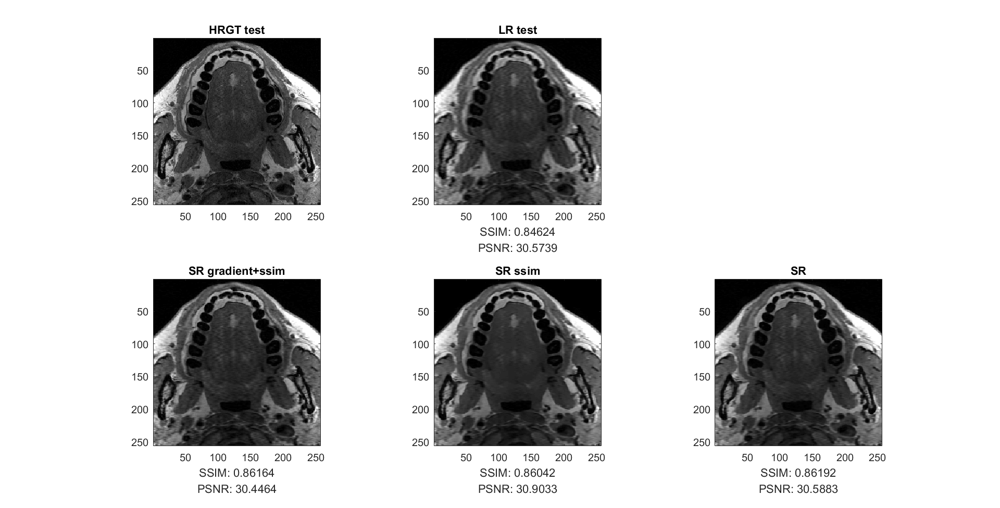 HRGT test
50
100
150
200
250
50 100 150 200 250
LR test
50
100
150
200
250
50 100 150 200 250
SSIM: 0.84624
PSNR: 30.5739
SR gradient+ssim
50
100
150
200
250
50 100 150 200 250
SSIM: 0.86164
PSNR: 30.4464
SR ssim
50
100
150
200
250
50 100 150 200 250
SSIM: 0.86042
PSNR: 30.9033
SR
50
100
150
200
250
50 100 150 200 250
SSIM: 0.86192
PSNR: 30.5883